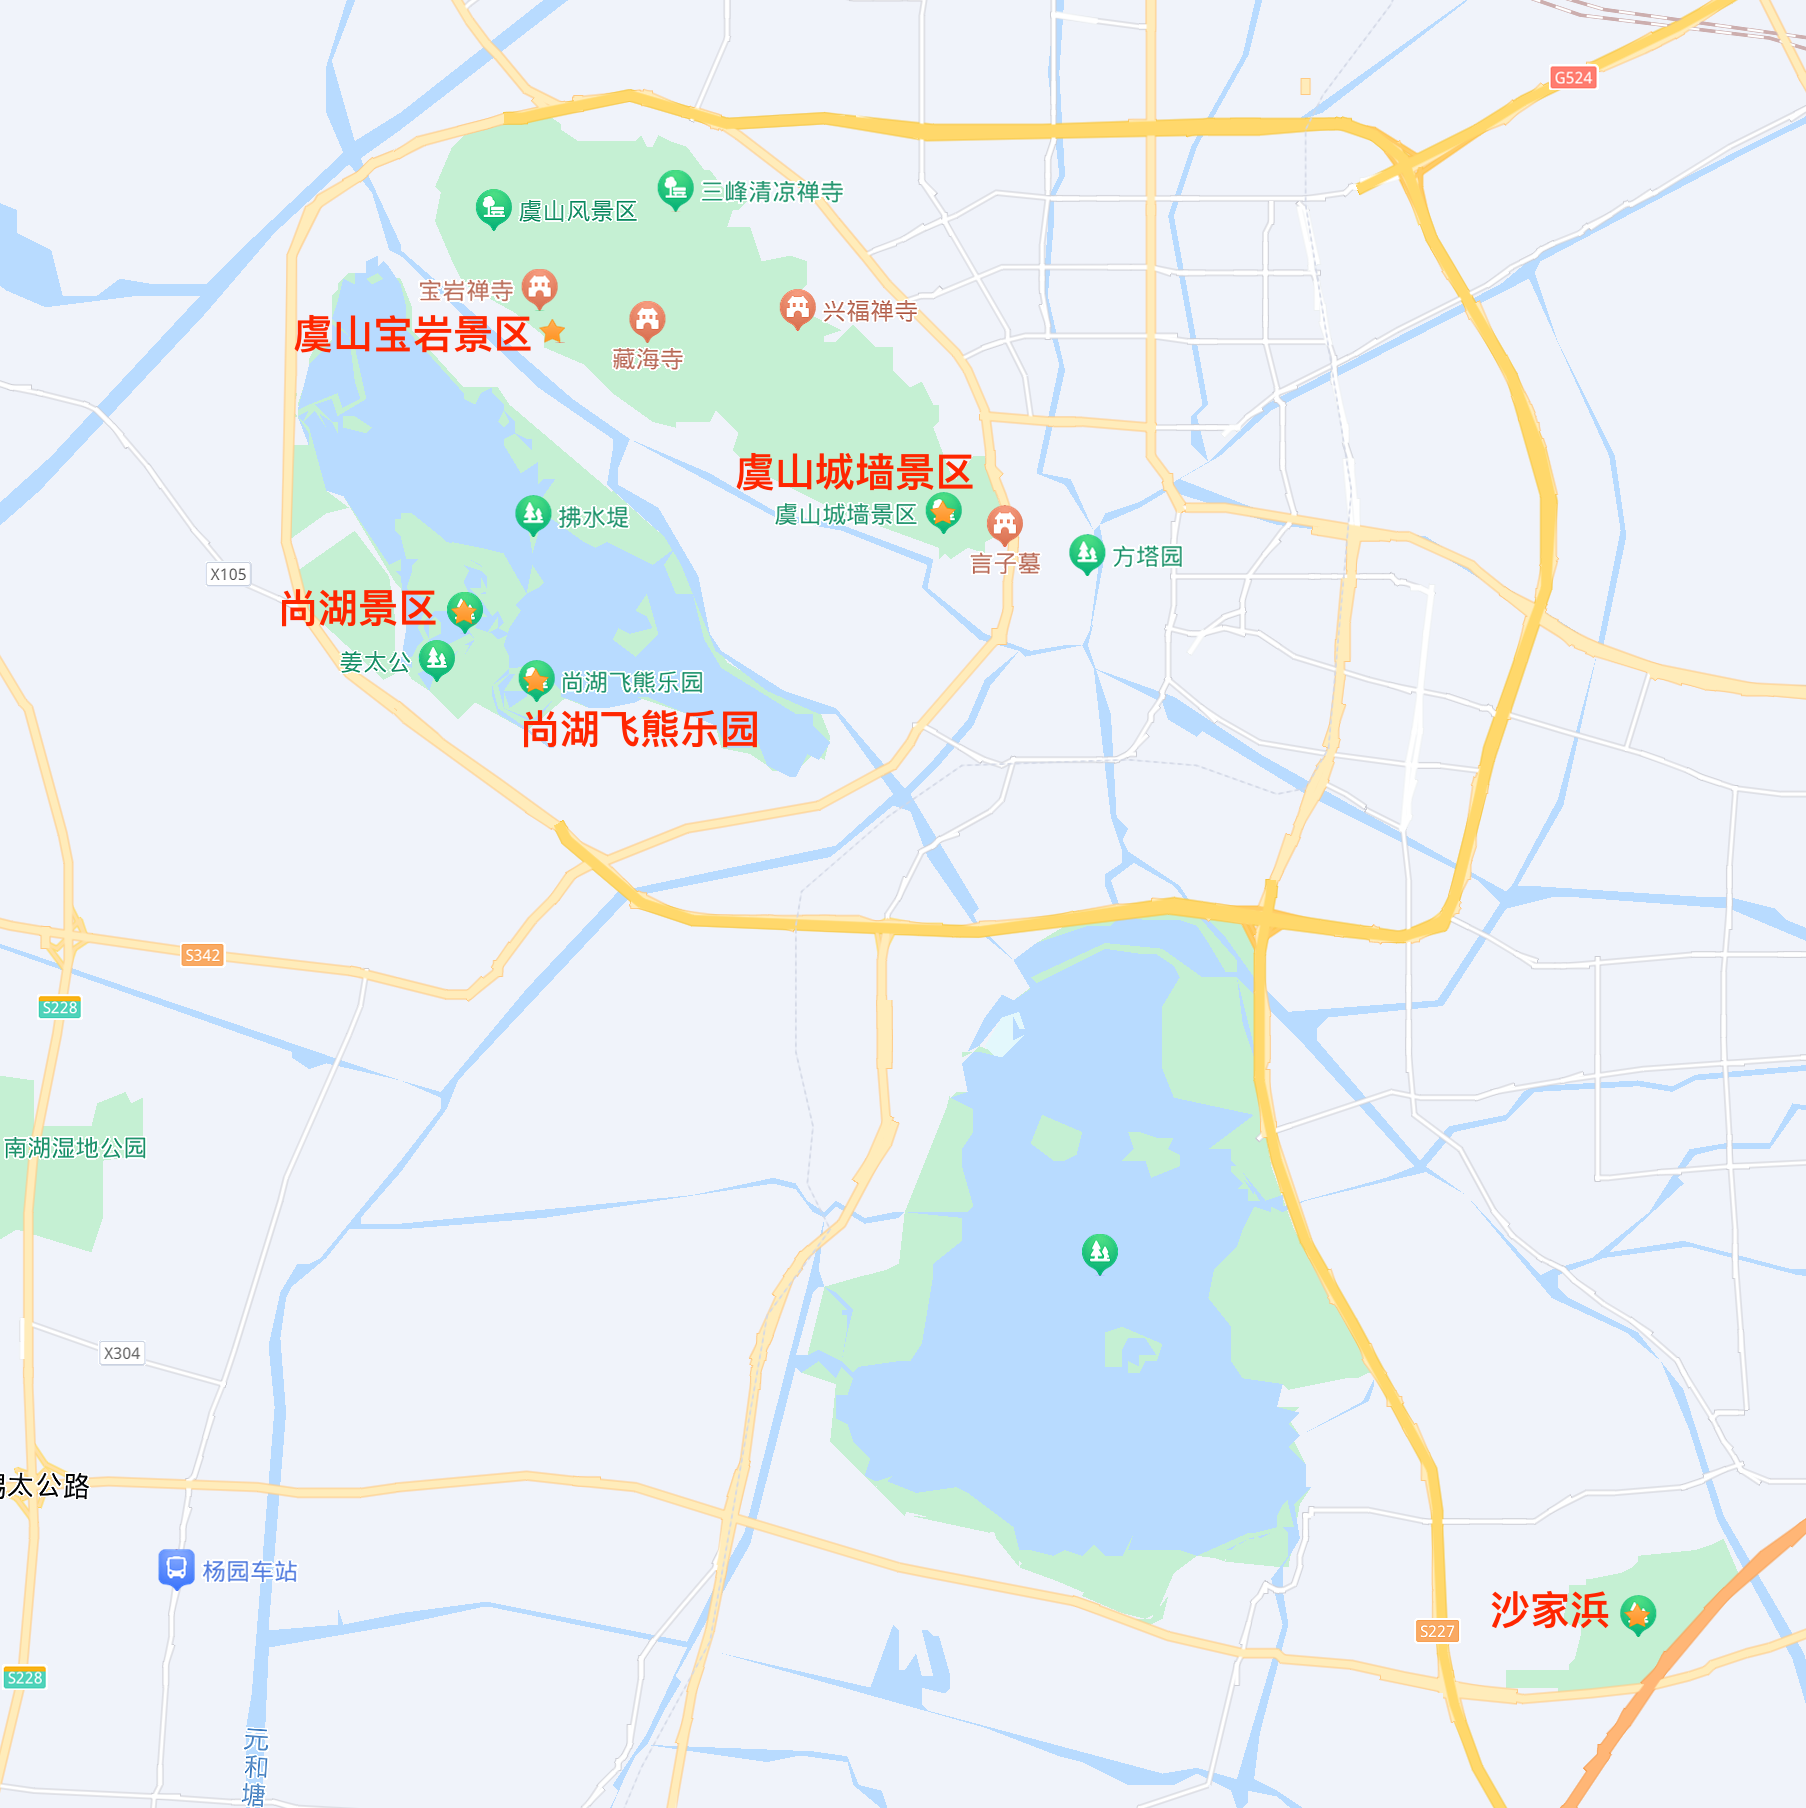 G524
三峰清凉禅寺
虞山风景区
宝岩禅寺
兴福禅寺
虞山宝岩景区
藏海寺
虞山城墙景区
虞山城墙景区
拂水堤
言子墓
方塔园
X105
尚湖景区
姜太公
尚湖飞熊乐园
尚湖飞熊乐园
S342
S228
南湖湿地公园
X304
太公路
杨园车站
沙家浜
S227
S228
元和塘